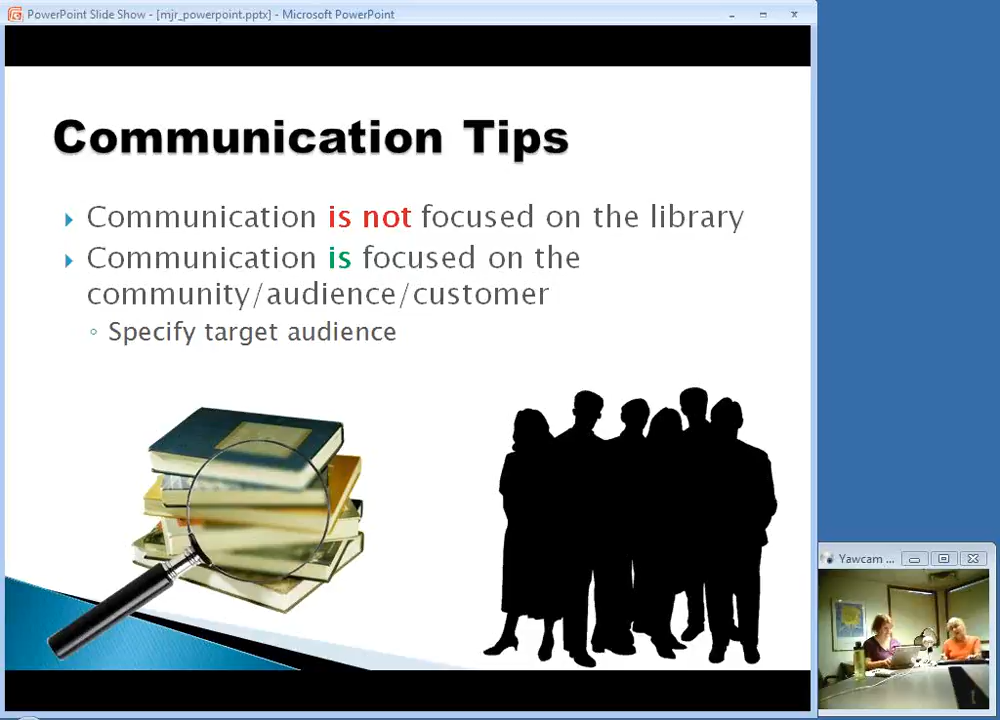 PowerPoint Slide Show - [mjr_powerpoint.pptx] - Microsoft PowerPoint
Communication Tips
Communication is not focused on the library
Communication is focused on the
community/audience/customer
Specify target audience
Yawcam ...